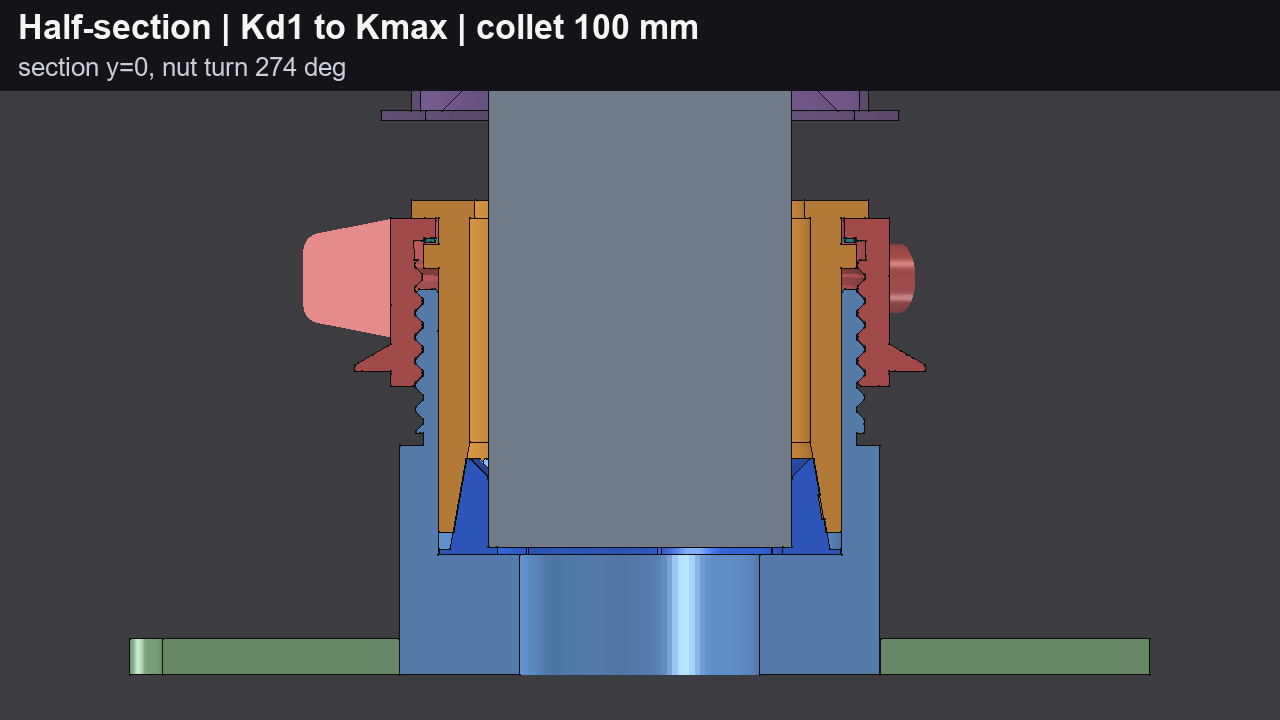 Half-section | Kd1 to Kmax | collet 100 mm
section y=0, nut turn 274 deg